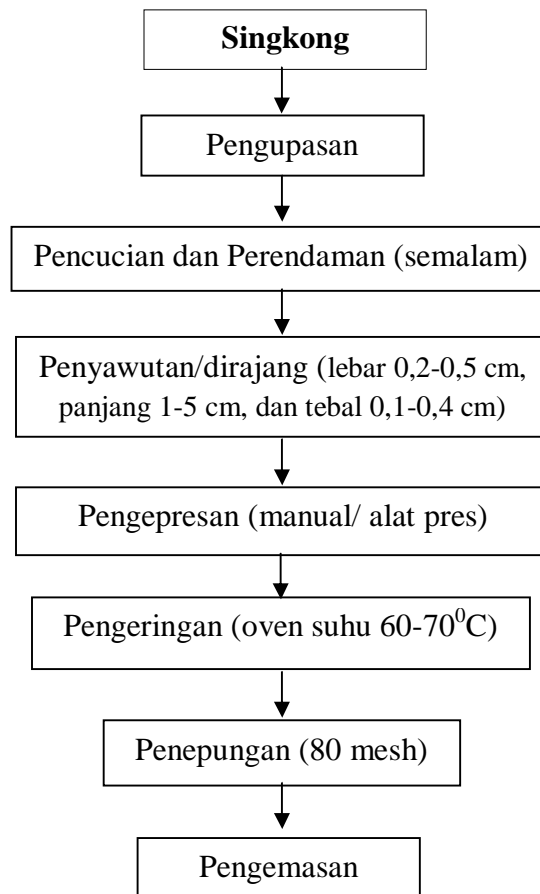 Singkong
Pengupasan
Pencucian dan Perendaman (semalam)
Penyawutan/dirajang (lebar 0,2-0,5 cm,
panjang 1-5 cm, dan tebal 0,1-0,4 cm)
Pengepresan (manual/ alat pres)
Pengeringan (oven suhu 60-70⁰C)
Penepungan (80 mesh)
Pengemasan